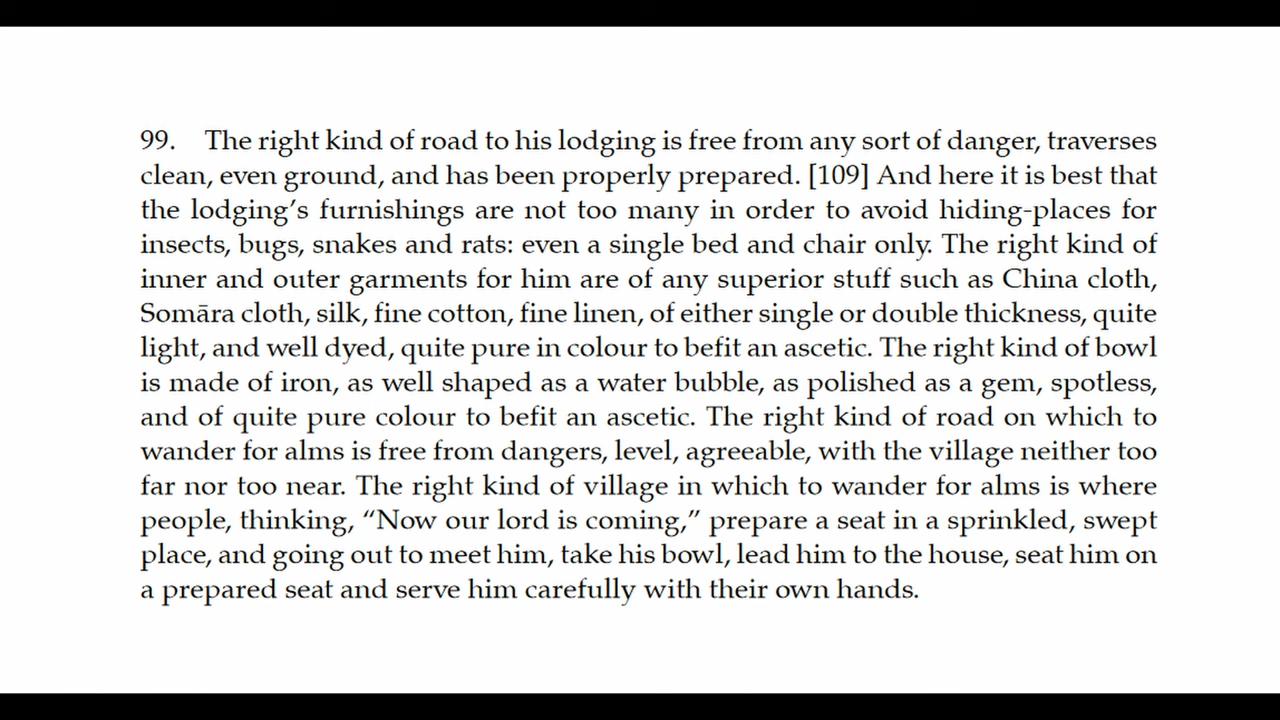 99. The right kind of road to his lodging is free from any sort of danger, traverses
clean, even ground, and has been properly prepared. [109] And here it is best that
the lodging’s furnishings are not too many in order to avoid hiding-places for
insects, bugs, snakes and rats: even a single bed and chair only. The right kind of
inner and outer garments for him are of any superior stuff such as China cloth,
Somāra cloth, silk, fine cotton, fine linen, of either single or double thickness, quite
light, and well dyed, quite pure in colour to befit an ascetic. The right kind of bowl
is made of iron, as well shaped as a water bubble, as polished as a gem, spotless,
and of quite pure colour to befit an ascetic. The right kind of road on which to
wander for alms is free from dangers, level, agreeable, with the village neither too
far nor too near. The right kind of village in which to wander for alms is where
people, thinking, “Now our lord is coming,” prepare a seat in a sprinkled, swept
place, and going out to meet him, take his bowl, lead him to the house, seat him on
a prepared seat and serve him carefully with their own hands.